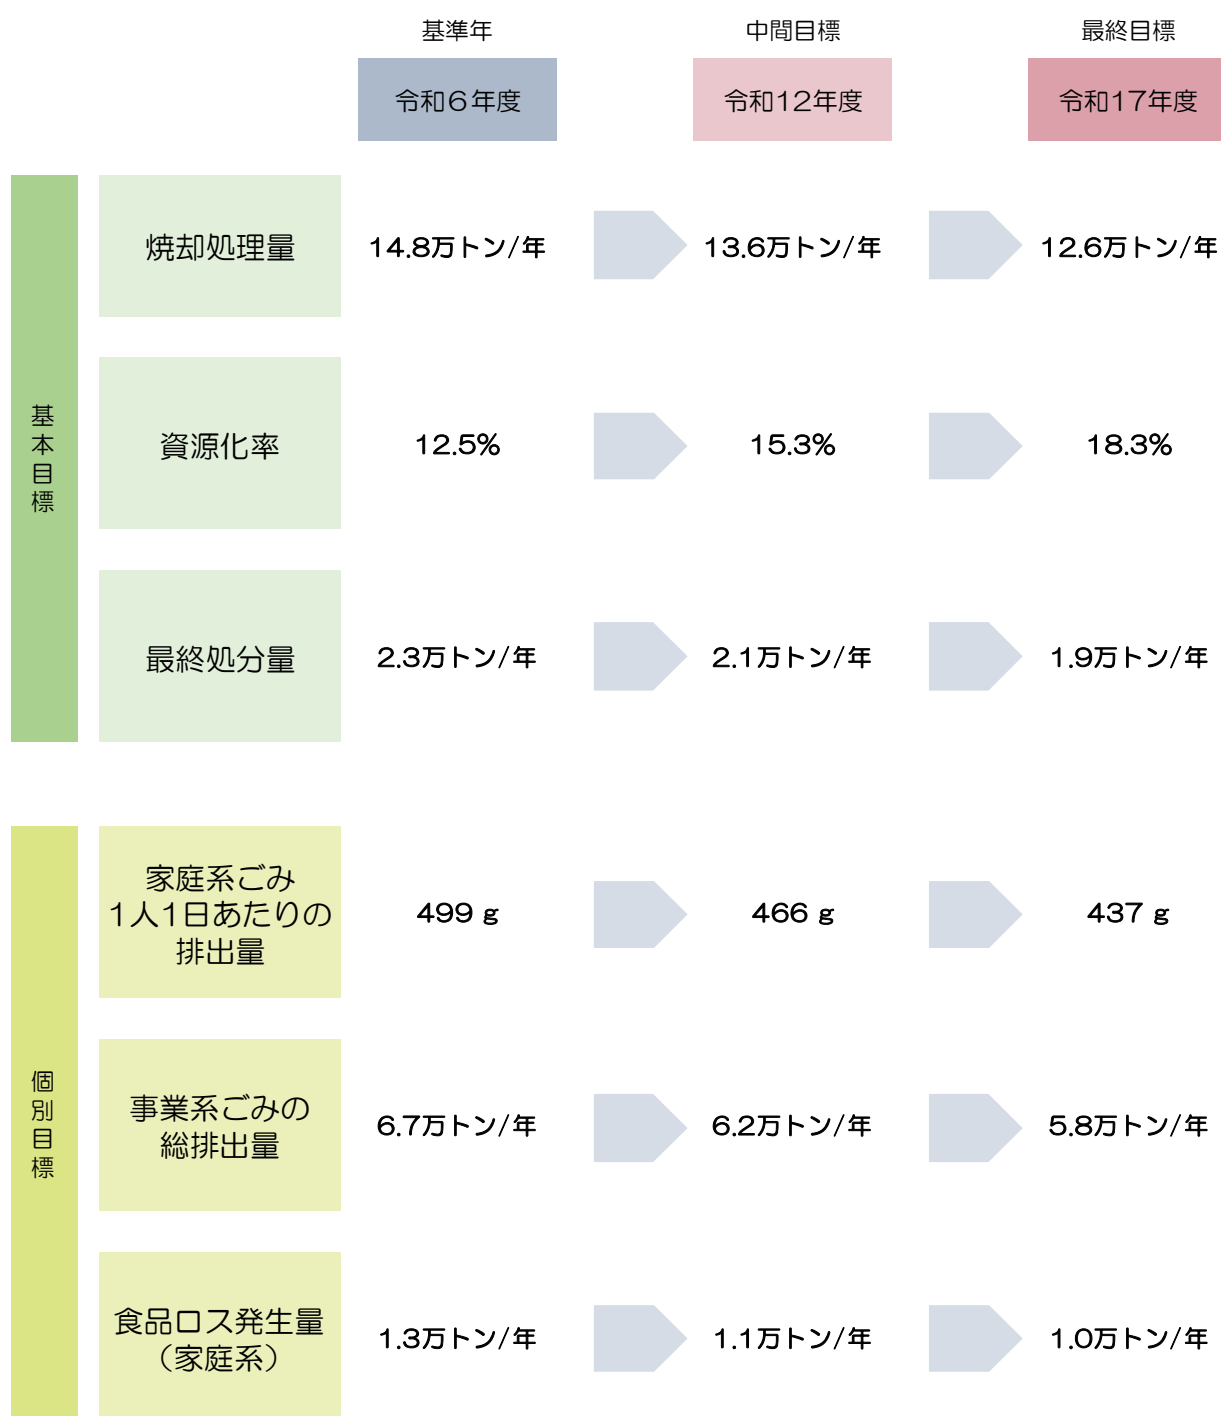 基準年
中間目標
最終目標
令和６年度
令和12年度
令和17年度
基本目標
焼却処理量
14.8万トン/年
13.6万トン/年
12.6万トン/年
資源化率
12.5%
15.3%
18.3%
最終処分量
2.3万トン/年
2.1万トン/年
1.9万トン/年
個別目標
家庭系ごみ
1人1日あたりの
排出量
499 g
466 g
437 g
事業系ごみの
総排出量
6.7万トン/年
6.2万トン/年
5.8万トン/年
食品ロス発生量
（家庭系）
1.3万トン/年
1.1万トン/年
1.0万トン/年